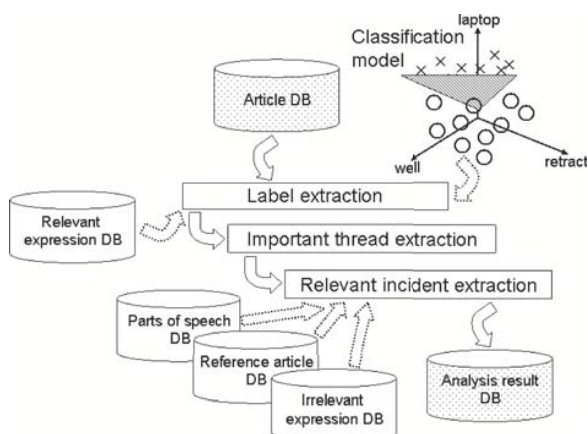 laptop
Classification
model
Article DB
well
retract
Label extraction
Relevant
expression DB
Important thread extraction
Relevant incident extraction
Parts of speech
DB
Reference article
DB
Irrelevant
expression DB
Analysis result
DB